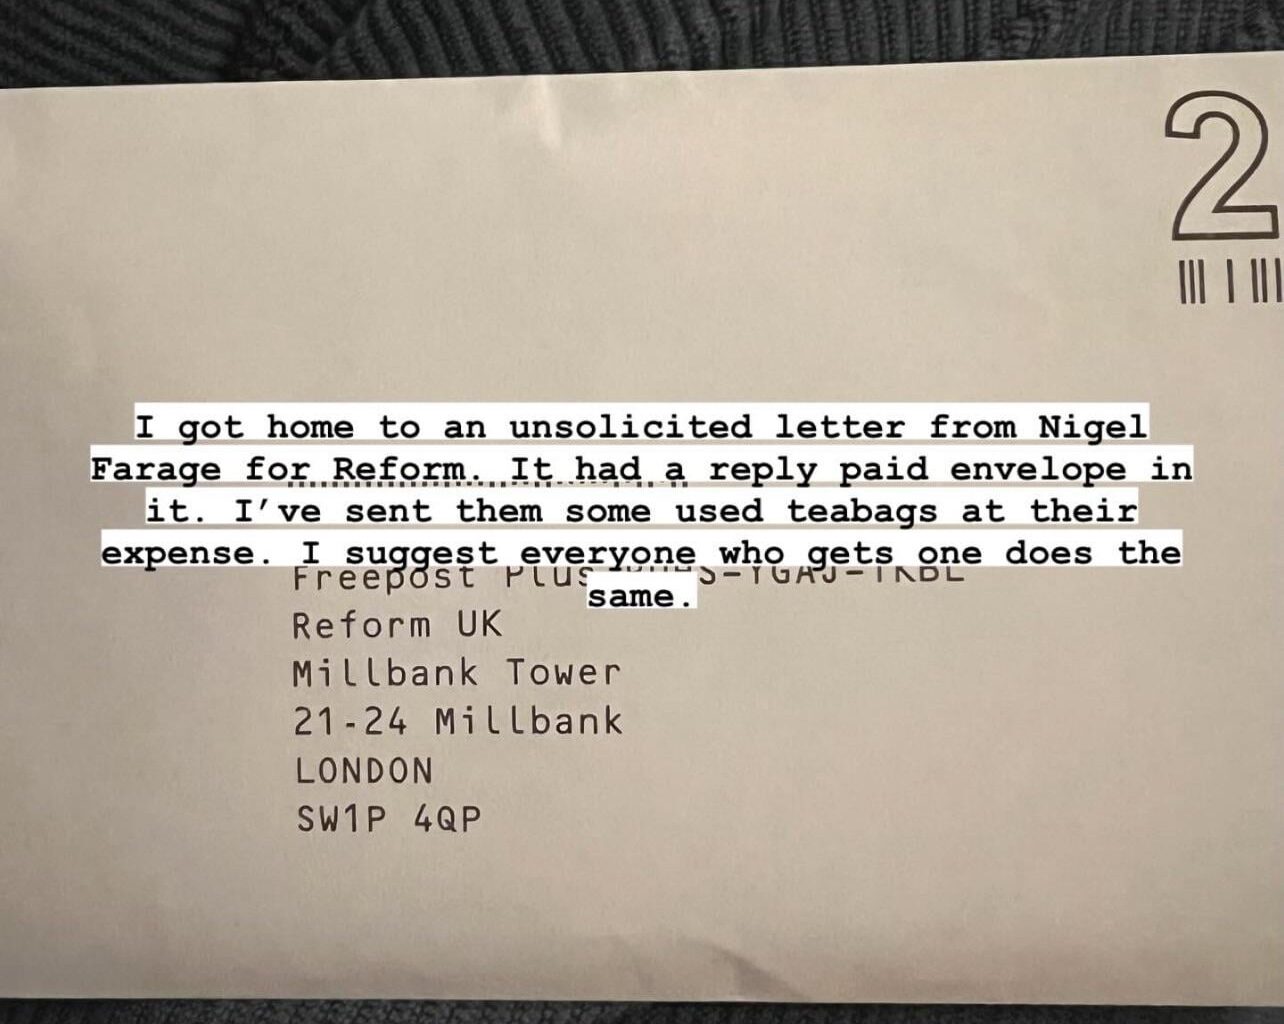 2
I got home to an unsolicited letter from Nigel
Farage for Reform. It had a reply paid envelope in
it. I've sent them some used teabags at their
expense. I suggest everyone who gets one does the
same.
Freepost Plus
Reform UK
Millbank Tower
21-24 Millbank
LONDON
SW1P 4QP